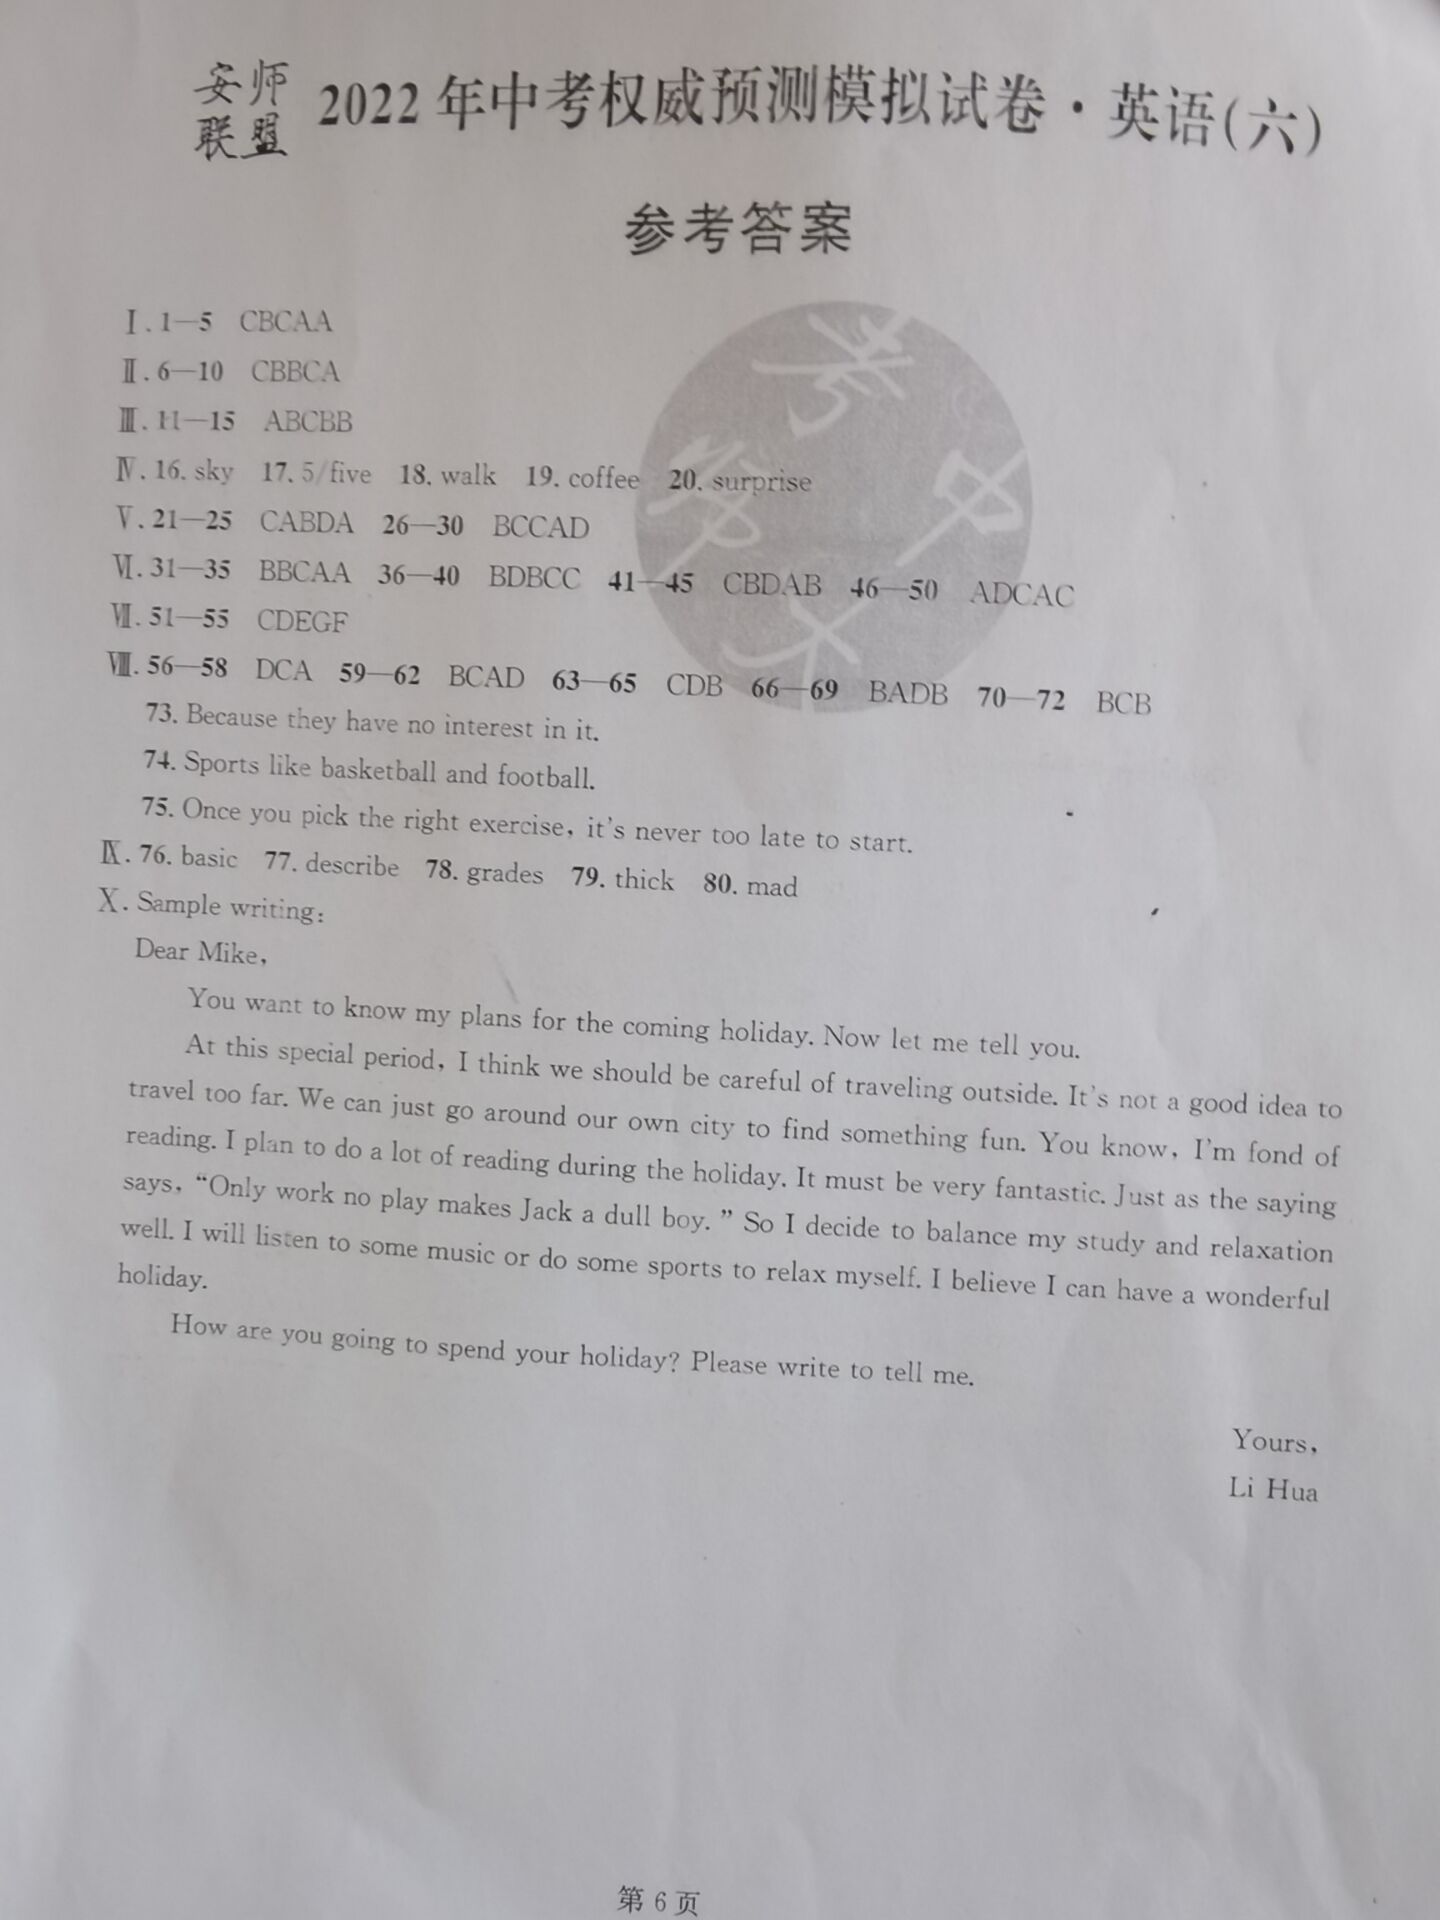 安师
联盟
2022年中考权威预测模拟试卷·英语(六)
参考答案
Ⅰ.1—5 CBCAA
Ⅱ.6—10 CBBCA
Ⅲ.11—15 ABCBB
Ⅳ.16. sky 17. 5/five 18. walk 19. coffee 20. surprise
Ⅴ.21—25 CABDA 26—30 BCCAD
Ⅵ.31—35 BBCAA 36—40 BDBCC 41—45 CBDAB 46—50 ADCAC
Ⅶ.51—55 CDEGF
Ⅷ.56—58 DCA 59—62 BCAD 63—65 CDB 66—69 BADB 70—72 BCB
73. Because they have no interest in it.
74. Sports like basketball and football.
75. Once you pick the right exercise, it's never too late to start.
Ⅸ.76. basic 77. describe 78. grades 79. thick 80. mad
Ⅹ.Sample writing:
Dear Mike,
You want to know my plans for the coming holiday. Now let me tell you.
At this special period, I think we should be careful of traveling outside. It's not a good idea to
travel too far. We can just go around our own city to find something fun. You know, I'm fond of
reading. I plan to do a lot of reading during the holiday. It must be very fantastic. Just as the saying
says, “Only work no play makes Jack a dull boy. ” So I decide to balance my study and relaxation
well. I will listen to some music or do some sports to relax myself. I believe I can have a wonderful
holiday.
How are you going to spend your holiday? Please write to tell me.
Yours,
Li Hua
第 6 页